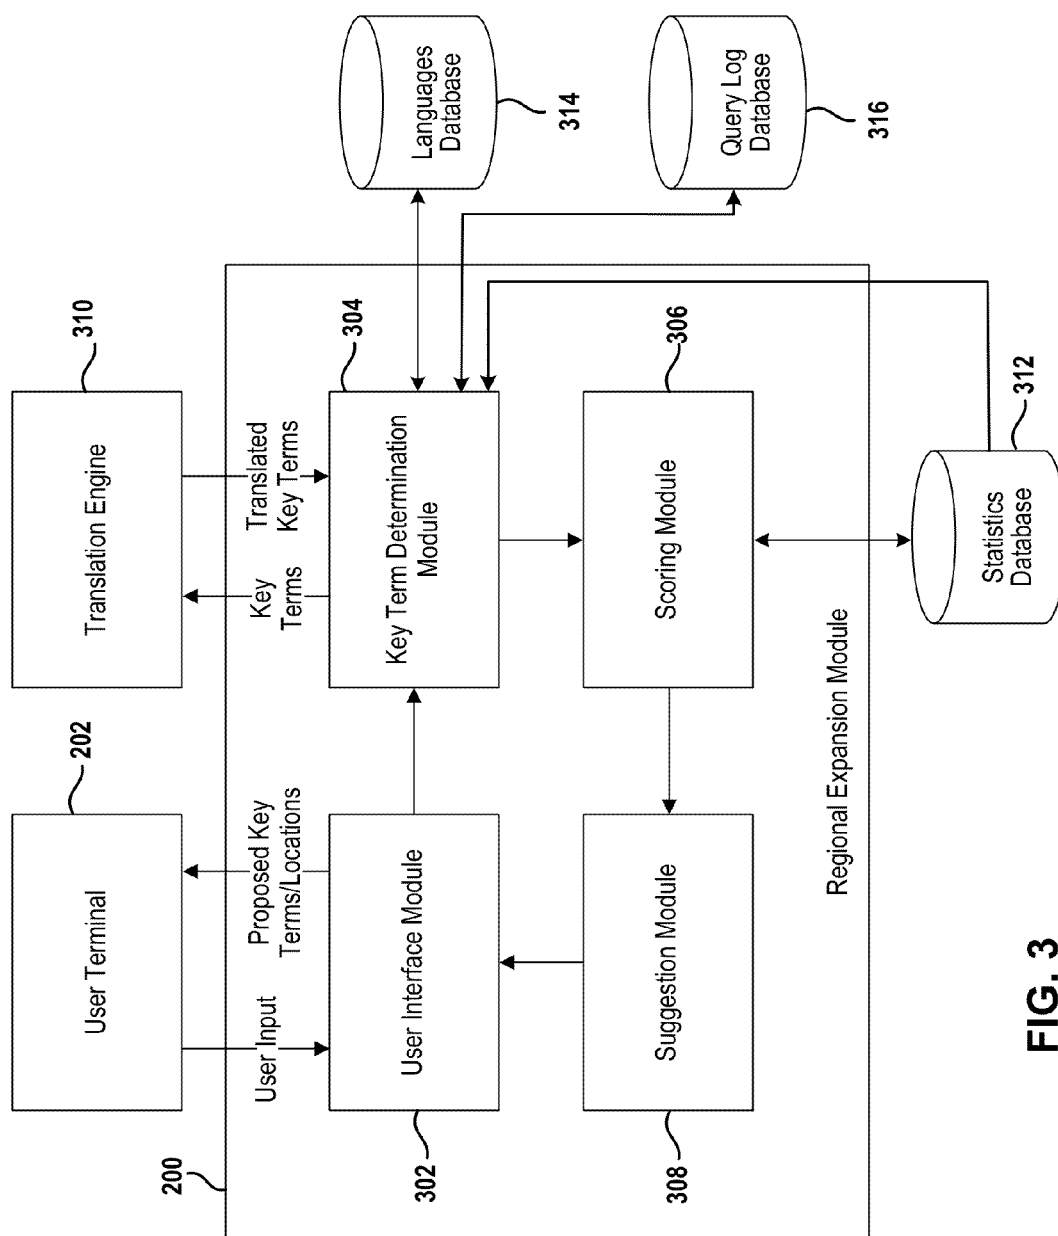 User Terminal
202
Translation Engine
310
200
User Input
Proposed Key
Terms/Locations
Key
Terms
Translated
Key Terms
User Interface Module
302
Key Term Determination
Module
304
Languages
Database
314
Suggestion Module
308
Scoring Module
306
Query Log
Database
316
Regional Expansion Module
Statistics
Database
312
FIG. 3